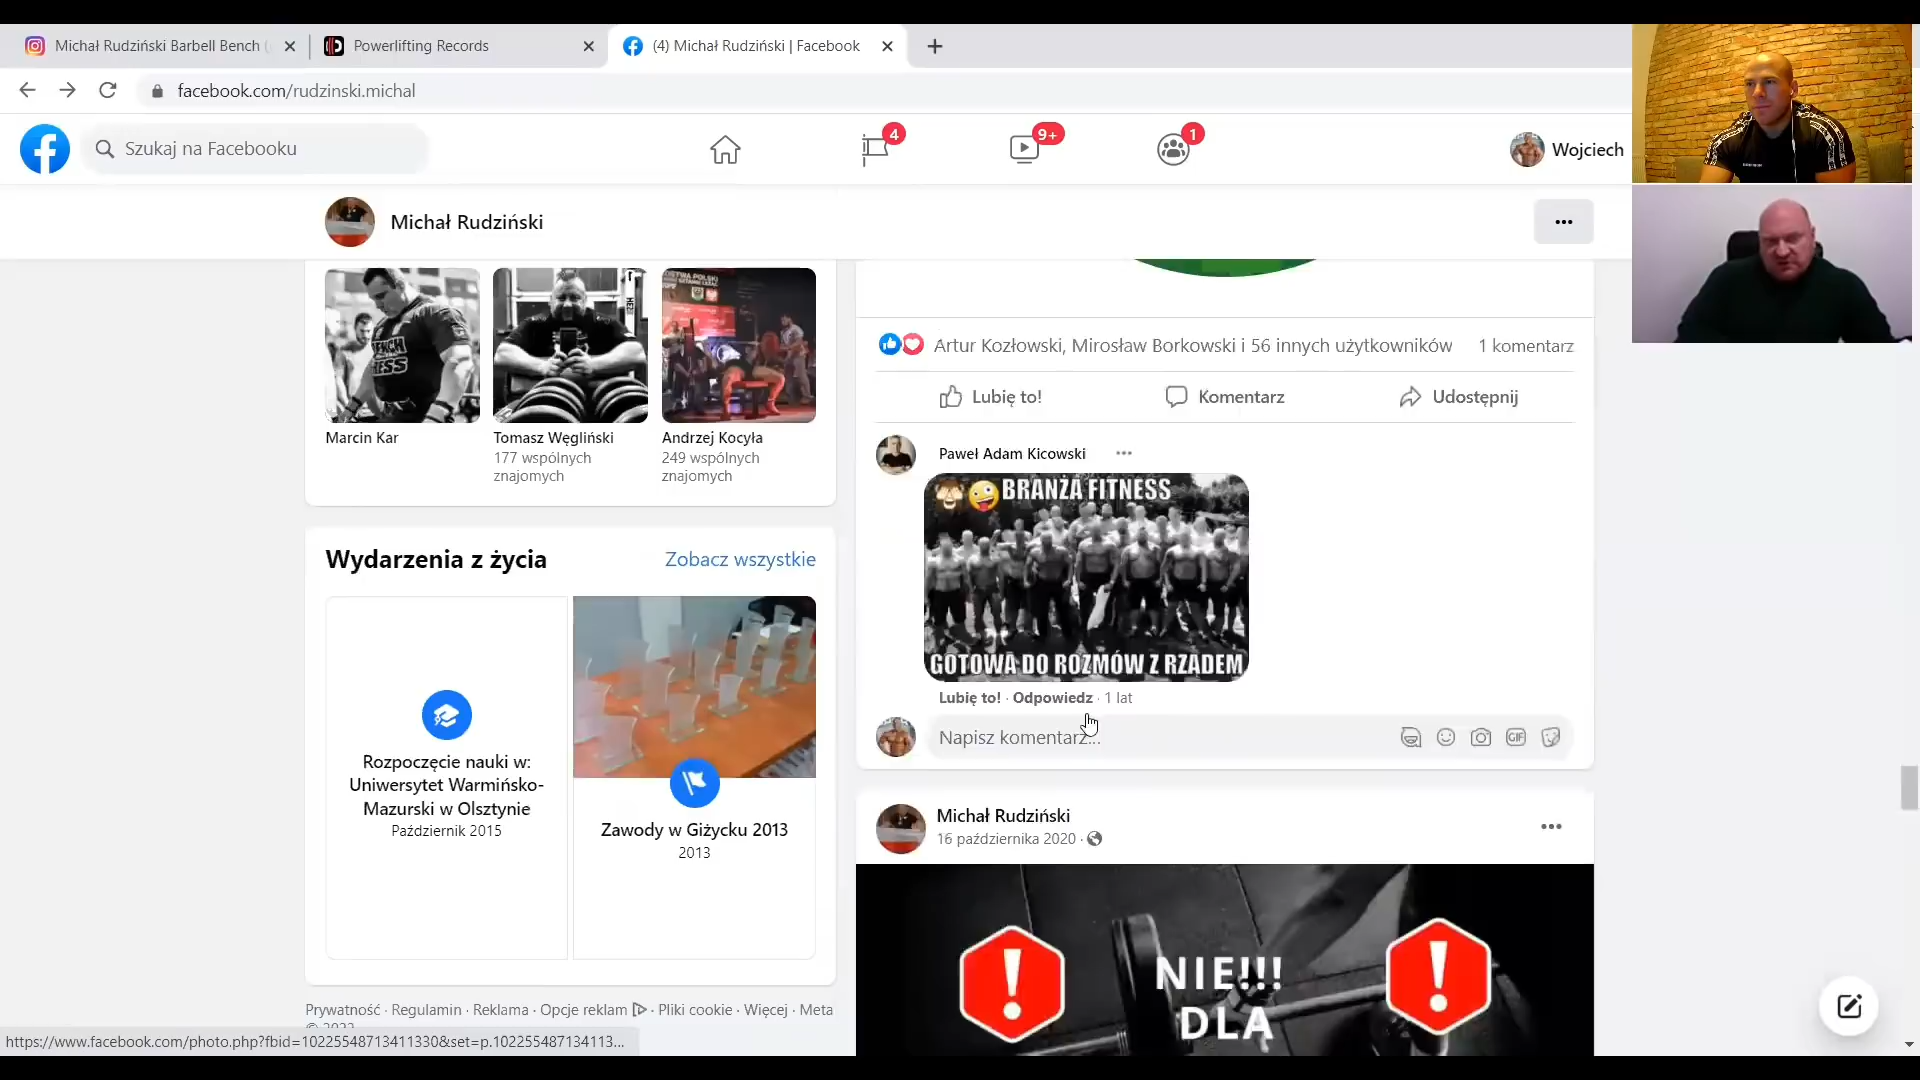 Michał Rudziński Barbell Bench (
Powerlifting Records
(4) Michał Rudziński | Facebook
facebook.com/rudzinski.michal
Szukaj na Facebooku
4
9+
1
Wojciech
Michał Rudziński
Marcin Kar
Tomasz Węgliński
177 wspólnych
znajomych
Andrzej Kocyła
249 wspólnych
znajomych
Wydarzenia z życia
Zobacz wszystkie
Rozpoczęcie nauki w:
Uniwersytet Warmińsko-
Mazurski w Olsztynie
Październik 2015
Zawody w Giżycku 2013
2013
Prywatność · Regulamin · Reklama · Opcje reklam · Pliki cookie · Więcej · Meta
© 2022
Artur Kozłowski, Mirosław Borkowski i 56 innych użytkowników
1 komentarz
Lubię to!
Komentarz
Udostępnij
Paweł Adam Kicowski
BRANŻA FITNESS
GOTOWA DO ROZMÓW Z RZADEM
Lubię to! · Odpowiedz · 1 lat
Napisz komentarz...
GIF
Michał Rudziński
16 października 2020 ·
NIE!!!
DLA
https://www.facebook.com/photo.php?fbid=10225548713411330&set=p.102255487134113...